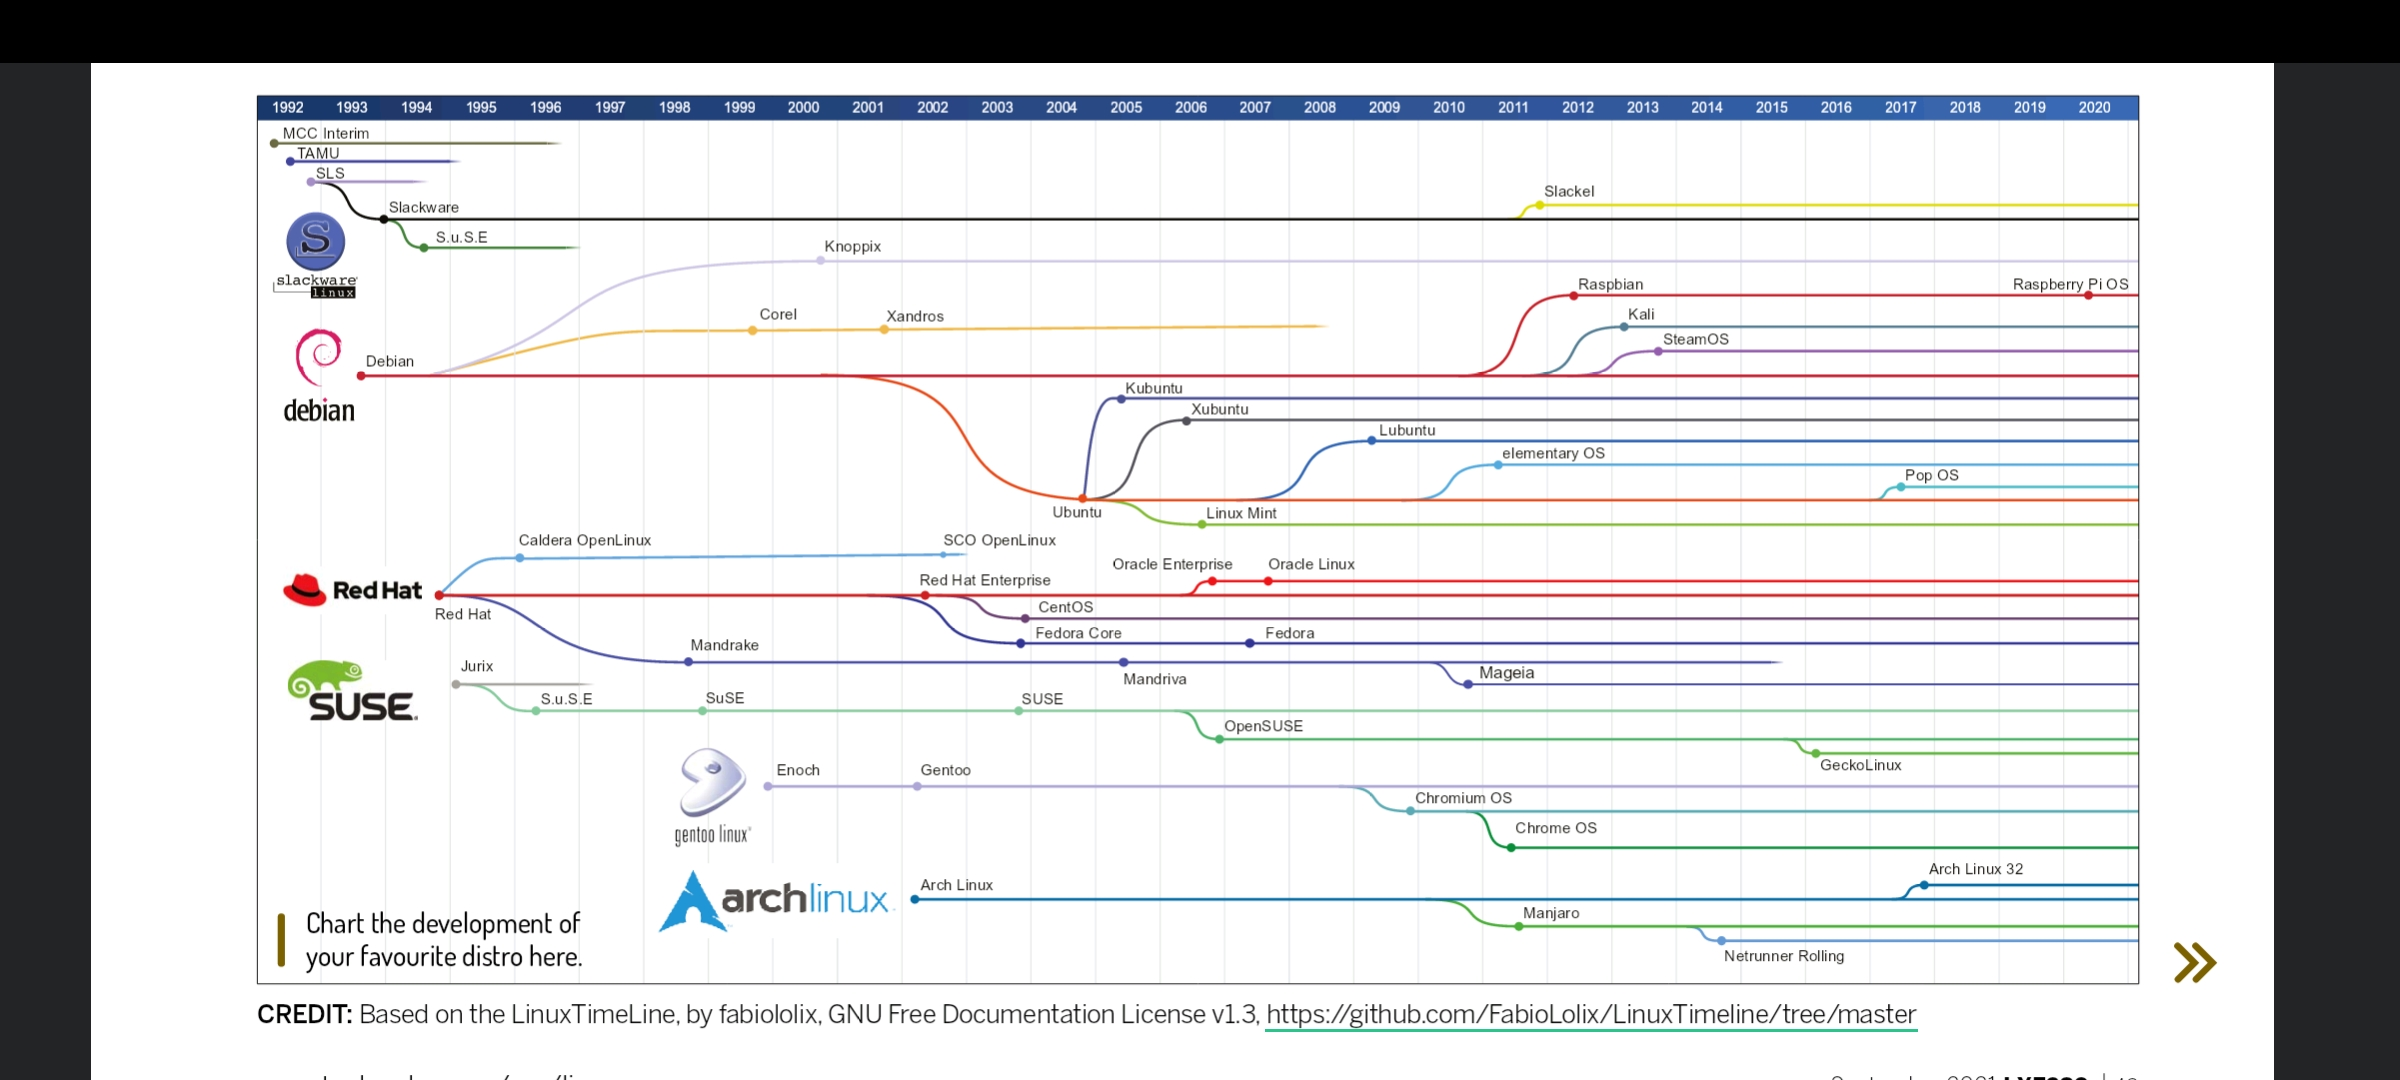 1992 1993 1994 1995 1996 1997 1998 1999 2000 2001 2002 2003 2004 2005 2006 2007 2008 2009 2010 2011 2012 2013 2014 2015 2016 2017 2018 2019 2020
MCC Interim
TAMU
SLS
Slackel
Slackware
S
S.u.S.E
Knoppix
slackware
linux
Raspbian
Raspberry Pi OS
Corel
Xandros
Kali
SteamOS
Debian
debian
Kubuntu
Xubuntu
Lubuntu
elementary OS
Pop OS
Ubuntu
Linux Mint
Caldera OpenLinux
SCO OpenLinux
Oracle Enterprise
Oracle Linux
Red Hat
Red Hat Enterprise
CentOS
Red Hat
Fedora Core
Fedora
Mandrake
Jurix
Mandriva
Mageia
SUSE
S.u.S.E
SuSE
SUSE
OpenSUSE
GeckoLinux
Enoch
Gentoo
Chromium OS
gentoo linux
Chrome OS
Arch Linux 32
archlinux
Arch Linux
Manjaro
Netrunner Rolling
Chart the development of
your favourite distro here.
CREDIT: Based on the LinuxTimeLine, by fabiololix, GNU Free Documentation License v1.3, https://github.com/FabioLolix/LinuxTimeline/tree/master